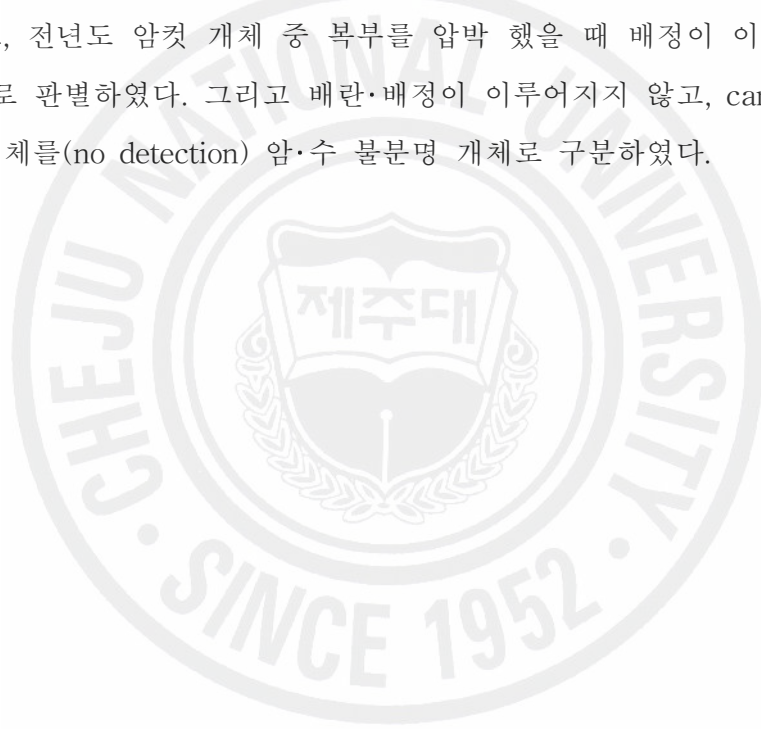 , 전년도 암컷 개체 중 복부를 압박 했을 때 배정이 이
로 판별하였다. 그리고 배란·배정이 이루어지지 않고, car
체를(no detection) 암·수 불분명 개체로 구분하였다.
CHEJU NATIONAL UNIVERSITY
제주대
· SINCE 1952 ·